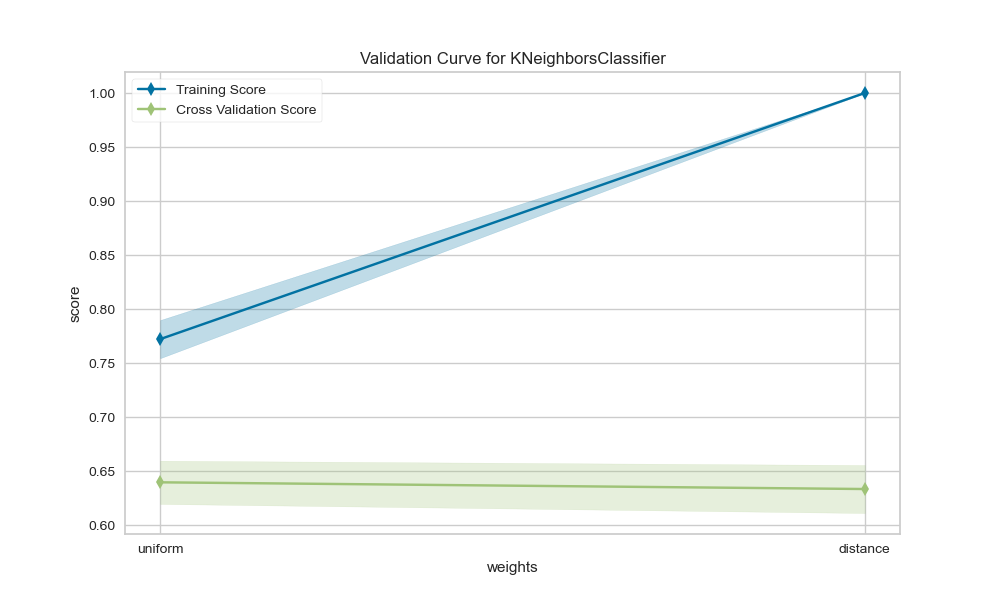 Validation Curve for KNeighborsClassifier
Training Score
Cross Validation Score
1.00
0.95
0.90
0.85
0.80
0.75
0.70
0.65
0.60
score
uniform
distance
weights